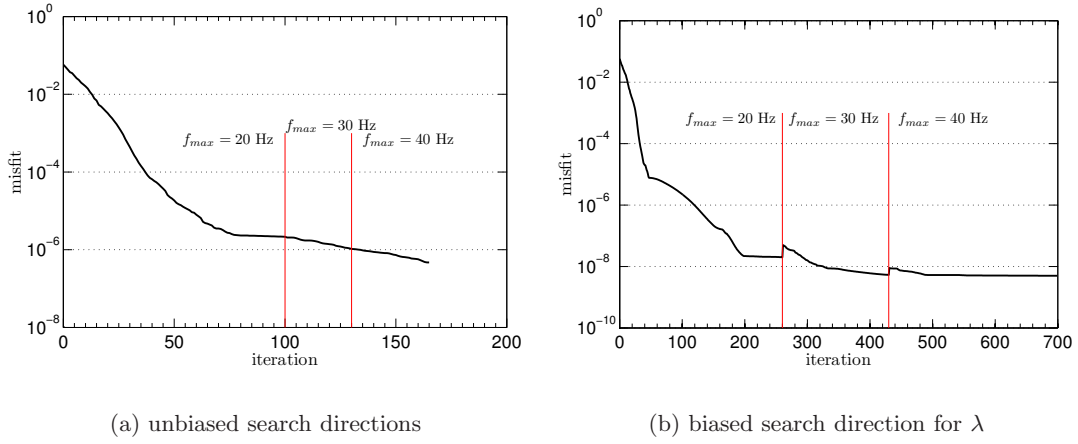 10^0
10^−2
10^−4
10^−6
10^−8
misfit
f_max = 20 Hz
f_max = 30 Hz
f_max = 40 Hz
0 50 100 150 200
iteration
(a) unbiased search directions
10^0
10^−2
10^−4
10^−6
10^−8
10^−10
misfit
f_max = 20 Hz f_max = 30 Hz f_max = 40 Hz
0 100 200 300 400 500 600 700
iteration
(b) biased search direction for λ